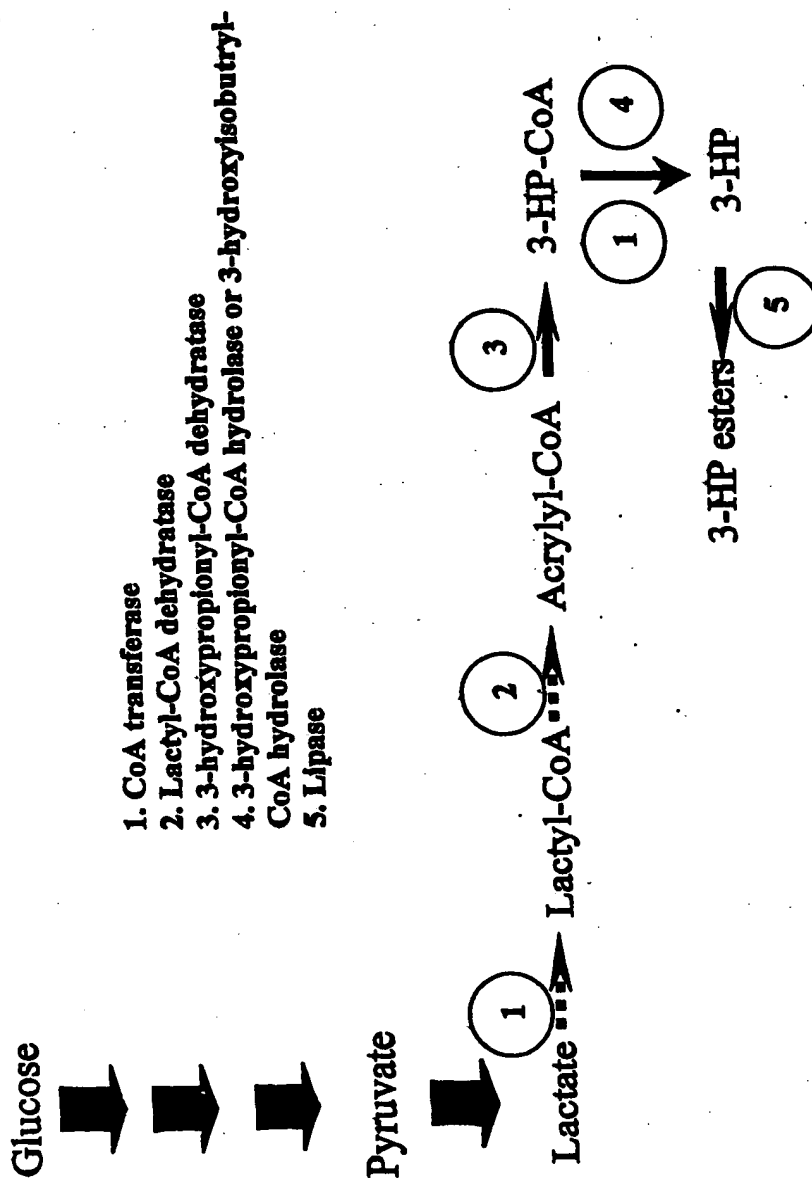 Glucose
1. CoA transferase
2. Lactyl-CoA dehydratase
3. 3-hydroxypropionyl-CoA dehydratase
4. 3-hydroxypropionyl-CoA hydrolase or 3-hydroxyisobutryl-
CoA hydrolase
5. Lipase
Pyruvate
1
2
3
Lactate
Lactyl-CoA
Acrylyl-CoA
3-HP-CoA
1
4
3-HP esters
3-HP
5